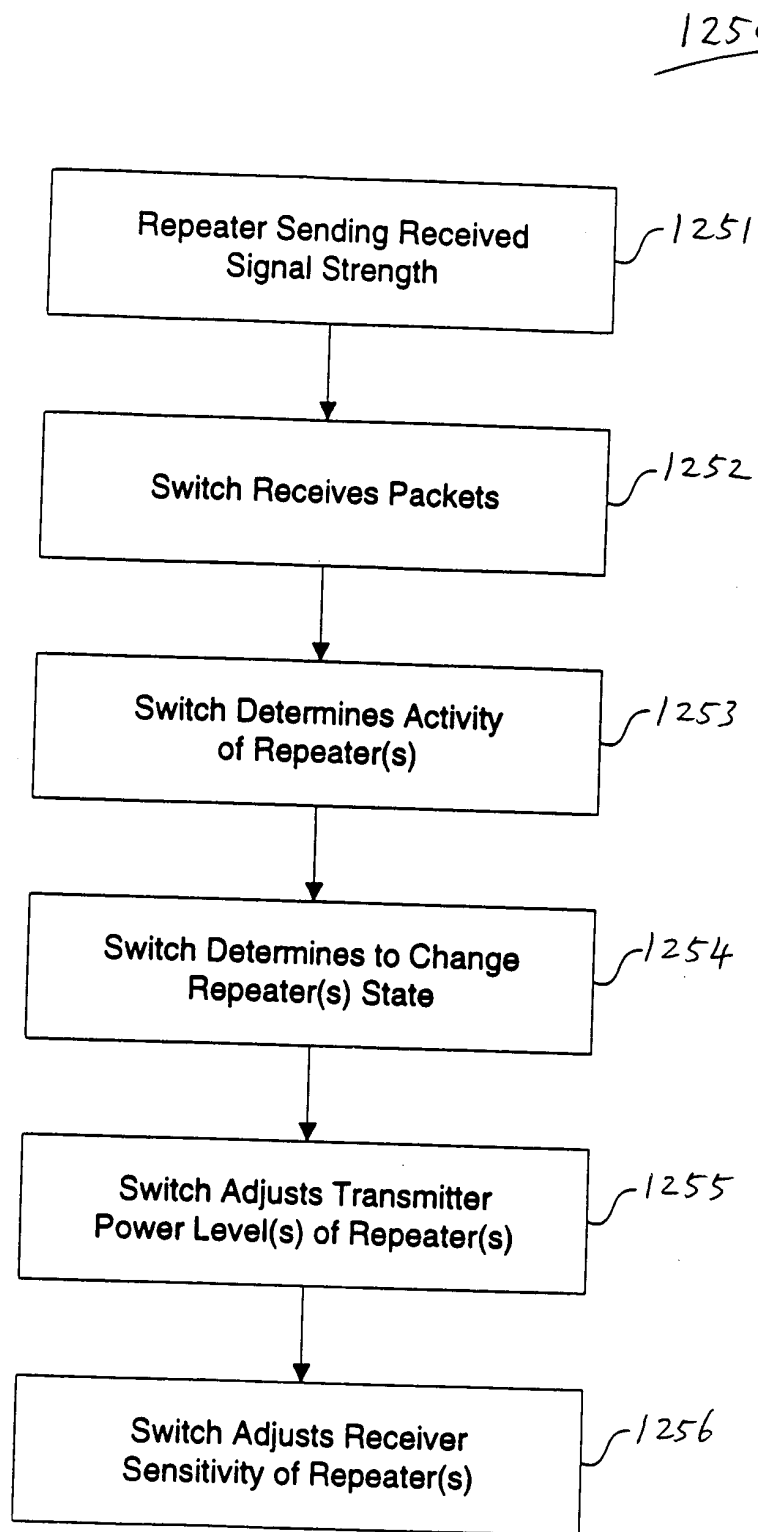 Repeater Sending Received
Signal Strength
1251
Switch Receives Packets
1252
Switch Determines Activity
of Repeater(s)
1253
Switch Determines to Change
Repeater(s) State
1254
Switch Adjusts Transmitter
Power Level(s) of Repeater(s)
1255
Switch Adjusts Receiver
Sensitivity of Repeater(s)
1256